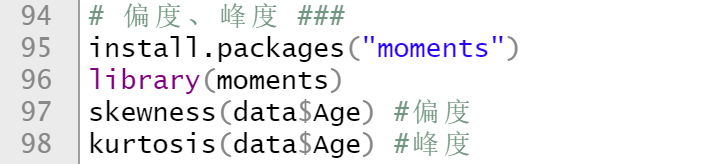 94 # 偏度、峰度 ###
95 install.packages("moments")
96 library(moments)
97 skewness(data$Age) #偏度
98 kurtosis(data$Age) #峰度